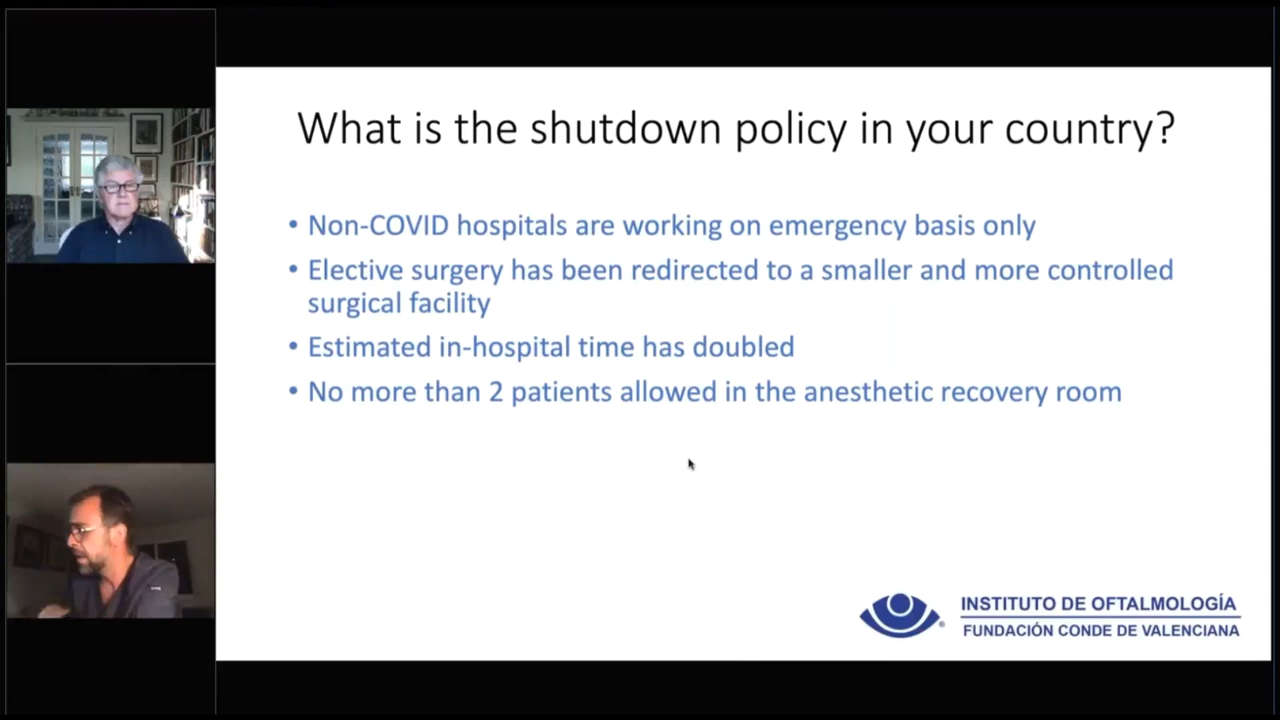 What is the shutdown policy in your country?
• Non-COVID hospitals are working on emergency basis only
• Elective surgery has been redirected to a smaller and more controlled
surgical facility
• Estimated in-hospital time has doubled
• No more than 2 patients allowed in the anesthetic recovery room
INSTITUTO DE OFTALMOLOGÍA
FUNDACIÓN CONDE DE VALENCIANA